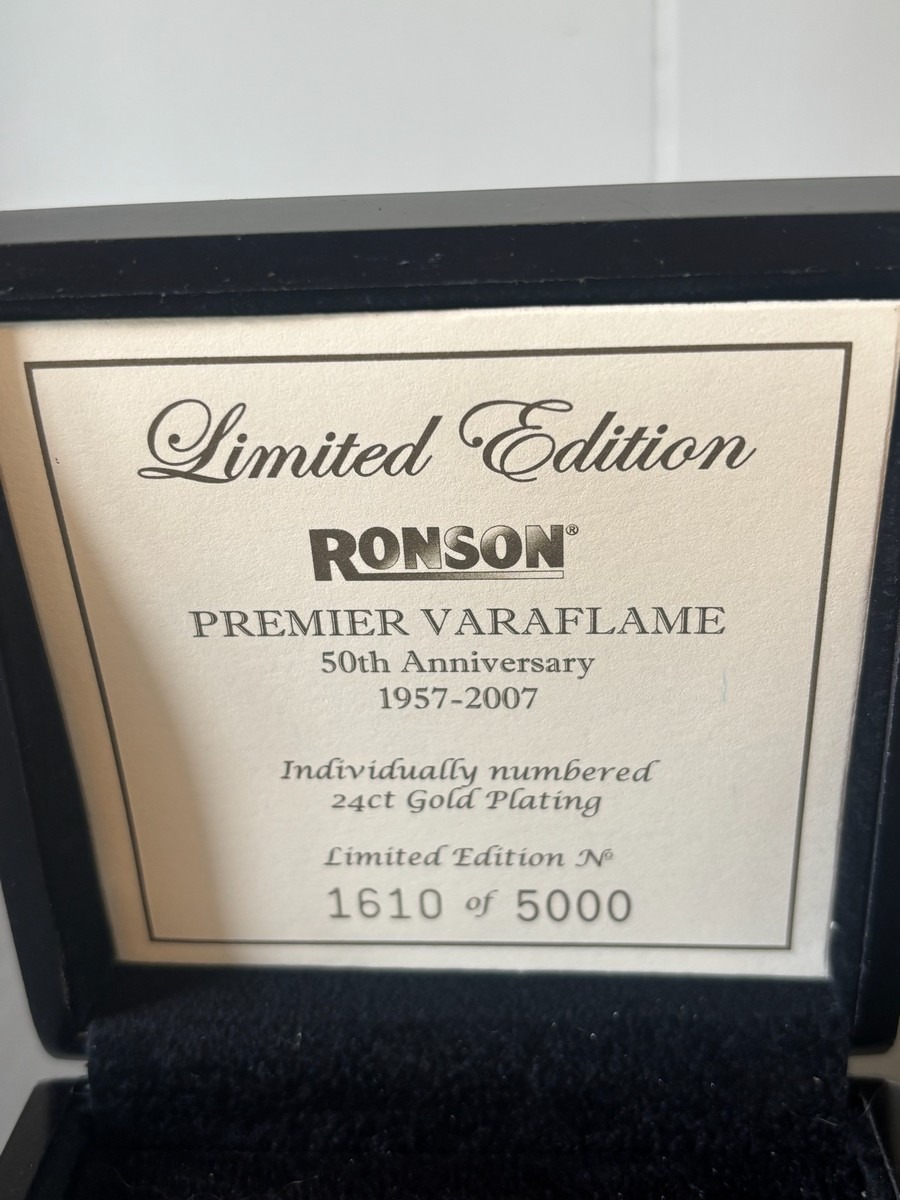 Limited Edition
RONSON®
PREMIER VARAFLAME
50th Anniversary
1957-2007
Individually numbered
24ct Gold Plating
Limited Edition Nº
1610 of 5000